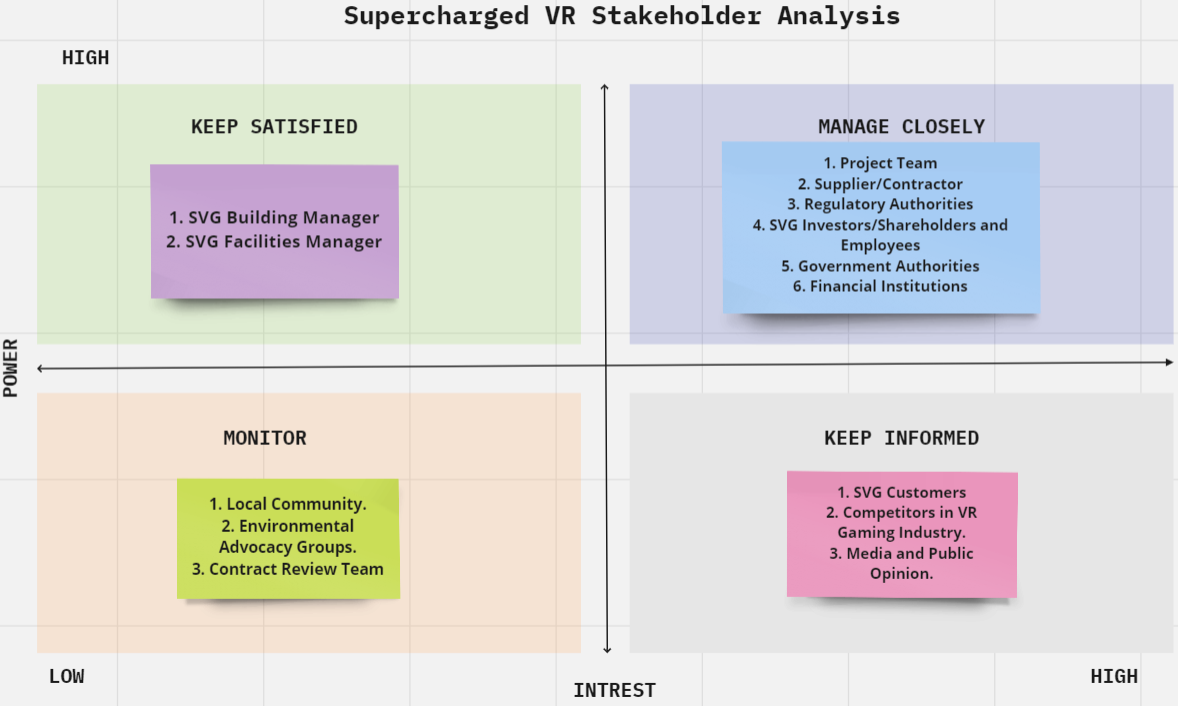 Supercharged VR Stakeholder Analysis
HIGH
KEEP SATISFIED
1. SVG Building Manager
2. SVG Facilities Manager
MANAGE CLOSELY
1. Project Team
2. Supplier/Contractor
3. Regulatory Authorities
4. SVG Investors/Shareholders and
Employees
5. Government Authorities
6. Financial Institutions
POWER
MONITOR
1. Local Community.
2. Environmental
Advocacy Groups.
3. Contract Review Team
KEEP INFORMED
1. SVG Customers
2. Competitors in VR
Gaming Industry.
3. Media and Public
Opinion.
LOW
INTREST
HIGH